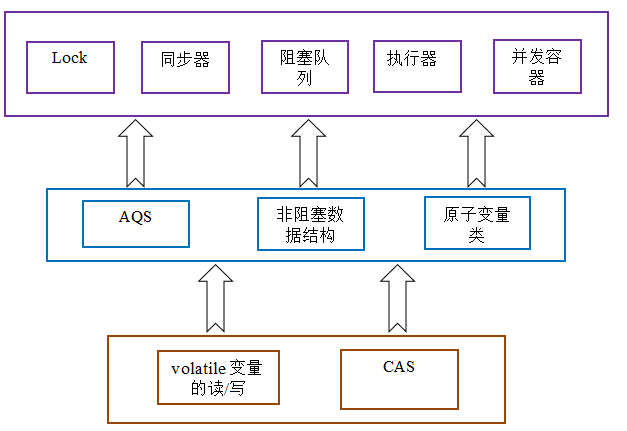 Lock
同步器
阻塞队
列
执行器
并发容
器
AQS
非阻塞数
据结构
原子变量
类
volatile 变量
的读/写
CAS